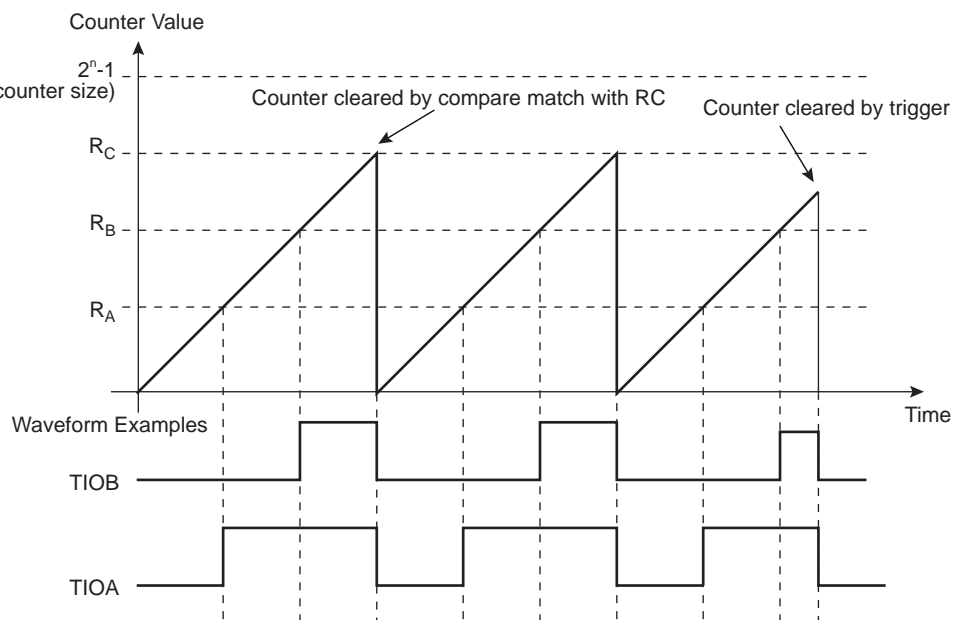 Counter Value
2ⁿ-1
counter size)
Counter cleared by compare match with RC
Counter cleared by trigger
R_C
R_B
R_A
Time
Waveform Examples
TIOB
TIOA